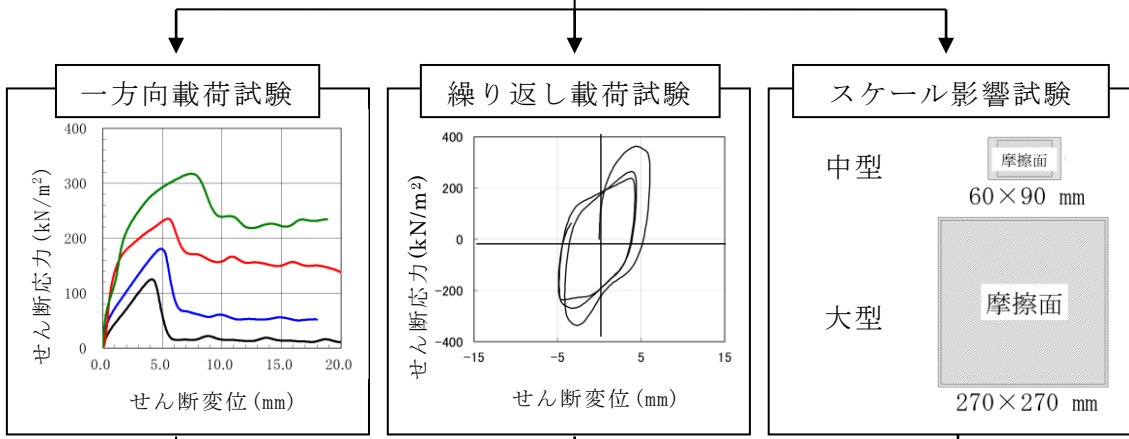 一方向載荷試験
せん断応力(kN/m²)
400
300
200
100
0
0.0
5.0
10.0
15.0
20.0
せん断変位(mm)
繰り返し載荷試験
せん断応力(kN/m²)
400
200
0
-200
-400
-15
-5
5
15
せん断変位(mm)
スケール影響試験
中型
摩擦面
60×90 mm
大型
摩擦面
270×270 mm